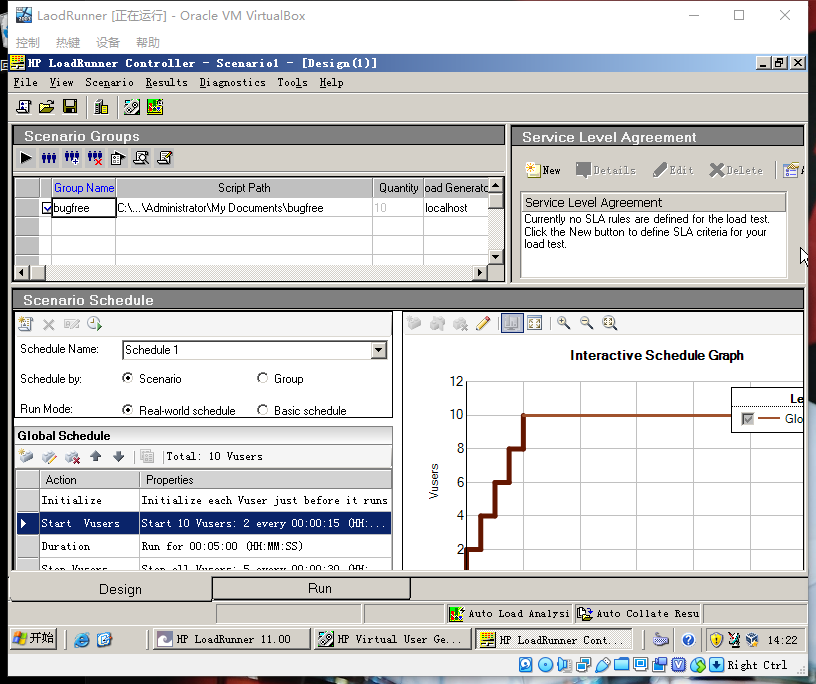 LaodRunner [正在运行] - Oracle VM VirtualBox
控制 热键 设备 帮助
HP LoadRunner Controller - Scenario1 - [Design(1)]
File View Scenario Results Diagnostics Tools Help
Scenario Groups
Group Name Script Path Quantity oad Generato
bugfree C:\...\Administrator\My Documents\bugfree 10 localhost
Service Level Agreement
New Details Edit Delete A
Service Level Agreement
Currently no SLA rules are defined for the load test.
Click the New button to define SLA criteria for your
load test.
Scenario Schedule
Schedule Name: Schedule 1
Schedule by: Scenario Group
Run Mode: Real-world schedule Basic schedule
Global Schedule
Total: 10 Vusers
Action Properties
Initialize Initialize each Vuser just before it runs
Start Vusers Start 10 Vusers: 2 every 00:00:15 (HH:...
Duration Run for 00:05:00 (HH:MM:SS)
Stop Vusers Stop all Vusers: 5 every 00:00:30 (HH:...
Interactive Schedule Graph
Vusers
12
10
8
6
4
2
Le
Glo
Design Run
Auto Load Analysi Auto Collate Resu
开始 HP LoadRunner 11.00 HP Virtual User Ge... HP LoadRunner Cont... 14:22
Right Ctrl